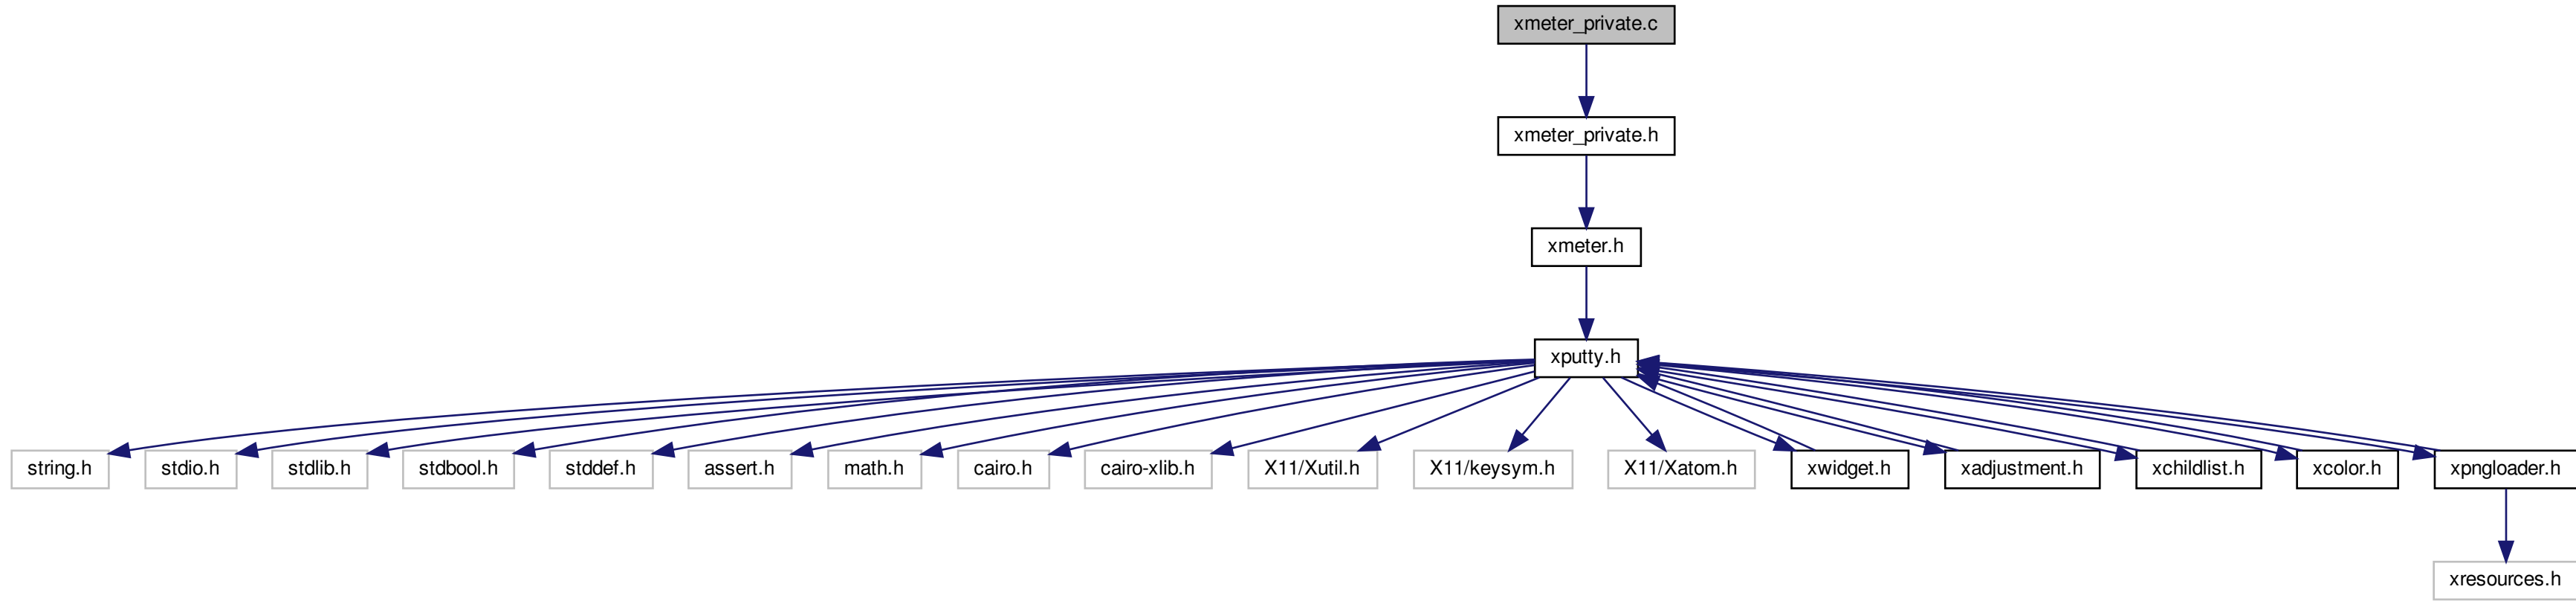 xmeter_private.c
xmeter_private.h
xmeter.h
xputty.h
string.h
stdio.h
stdlib.h
stdbool.h
stddef.h
assert.h
math.h
cairo.h
cairo-xlib.h
X11/Xutil.h
X11/keysym.h
X11/Xatom.h
xwidget.h
xadjustment.h
xchildlist.h
xcolor.h
xpngloader.h
xresources.h